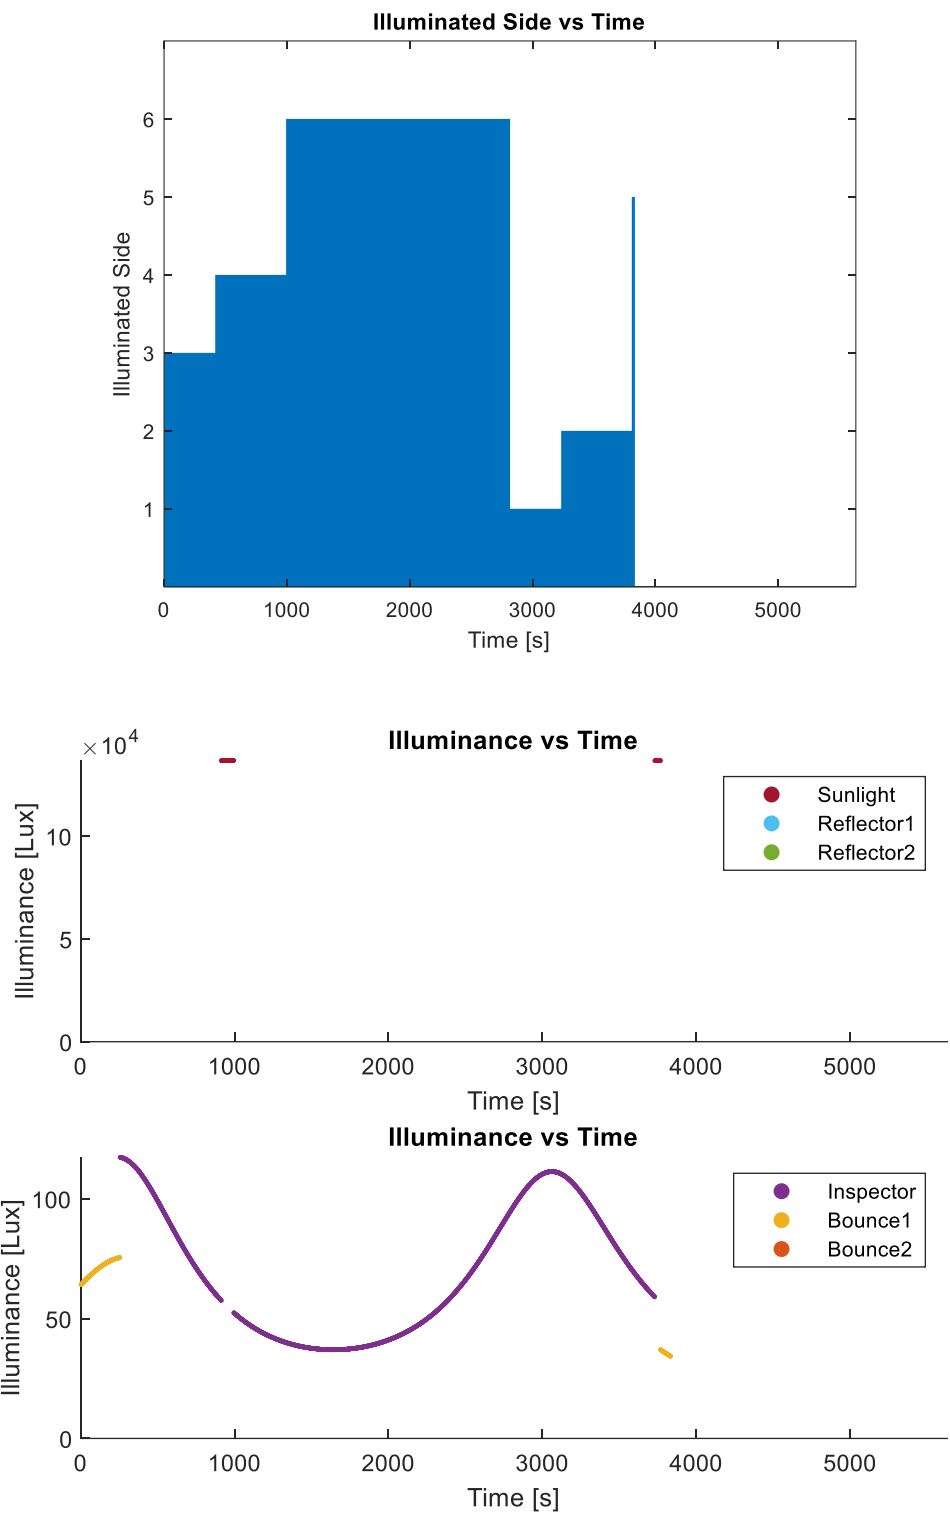 Illuminated Side vs Time
6
5
4
3
2
1
Illuminated Side
0 1000 2000 3000 4000 5000
Time [s]
×10^4
Illuminance vs Time
10
5
0
Illuminance [Lux]
Sunlight
Reflector1
Reflector2
0 1000 2000 3000 4000 5000
Time [s]
Illuminance vs Time
100
50
0
Illuminance [Lux]
Inspector
Bounce1
Bounce2
0 1000 2000 3000 4000 5000
Time [s]